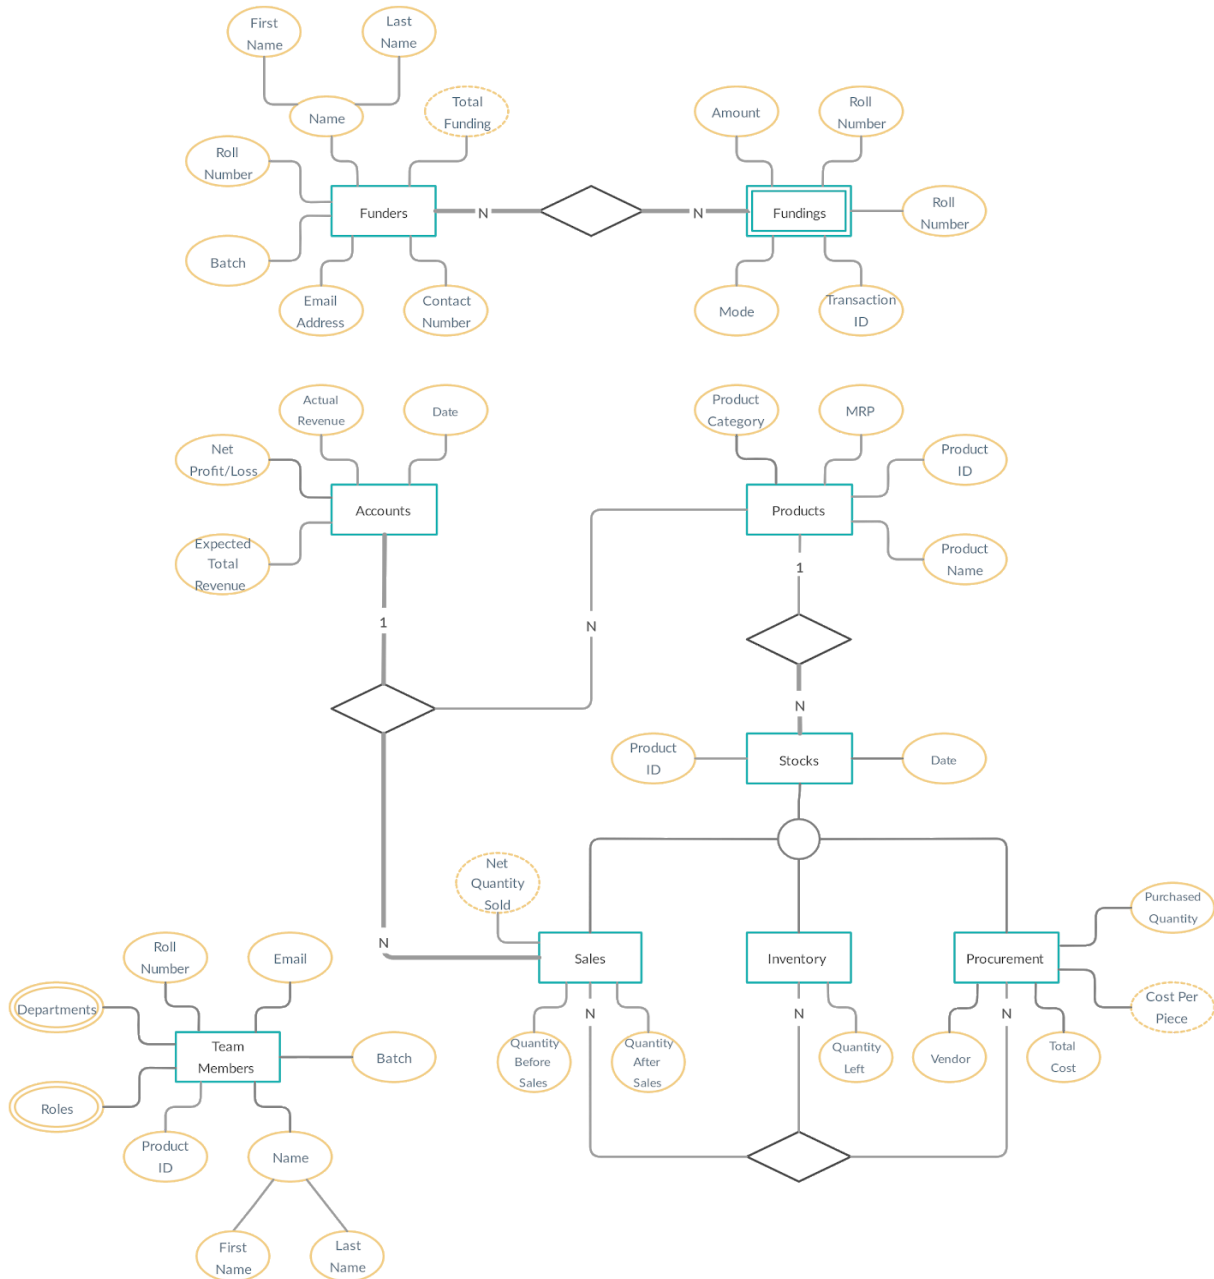 First
Name
Last
Name
Name
Total
Funding
Amount
Roll
Number
Roll
Number
Funders
N
N
Fundings
Roll
Number
Batch
Email
Address
Contact
Number
Mode
Transaction
ID
Actual
Revenue
Date
Product
Category
MRP
Net
Profit/Loss
Product
ID
Accounts
Products
Expected
Total
Revenue
Product
Name
1
1
N
N
Product
ID
Stocks
Date
Net
Quantity
Sold
Purchased
Quantity
N
Sales
Inventory
Procurement
Roll
Number
Email
Departments
Cost Per
Piece
N
N
N
Team
Members
Batch
Quantity
Before
Sales
Quantity
After
Sales
Quantity
Left
Vendor
Total
Cost
Roles
Product
ID
Name
First
Name
Last
Name